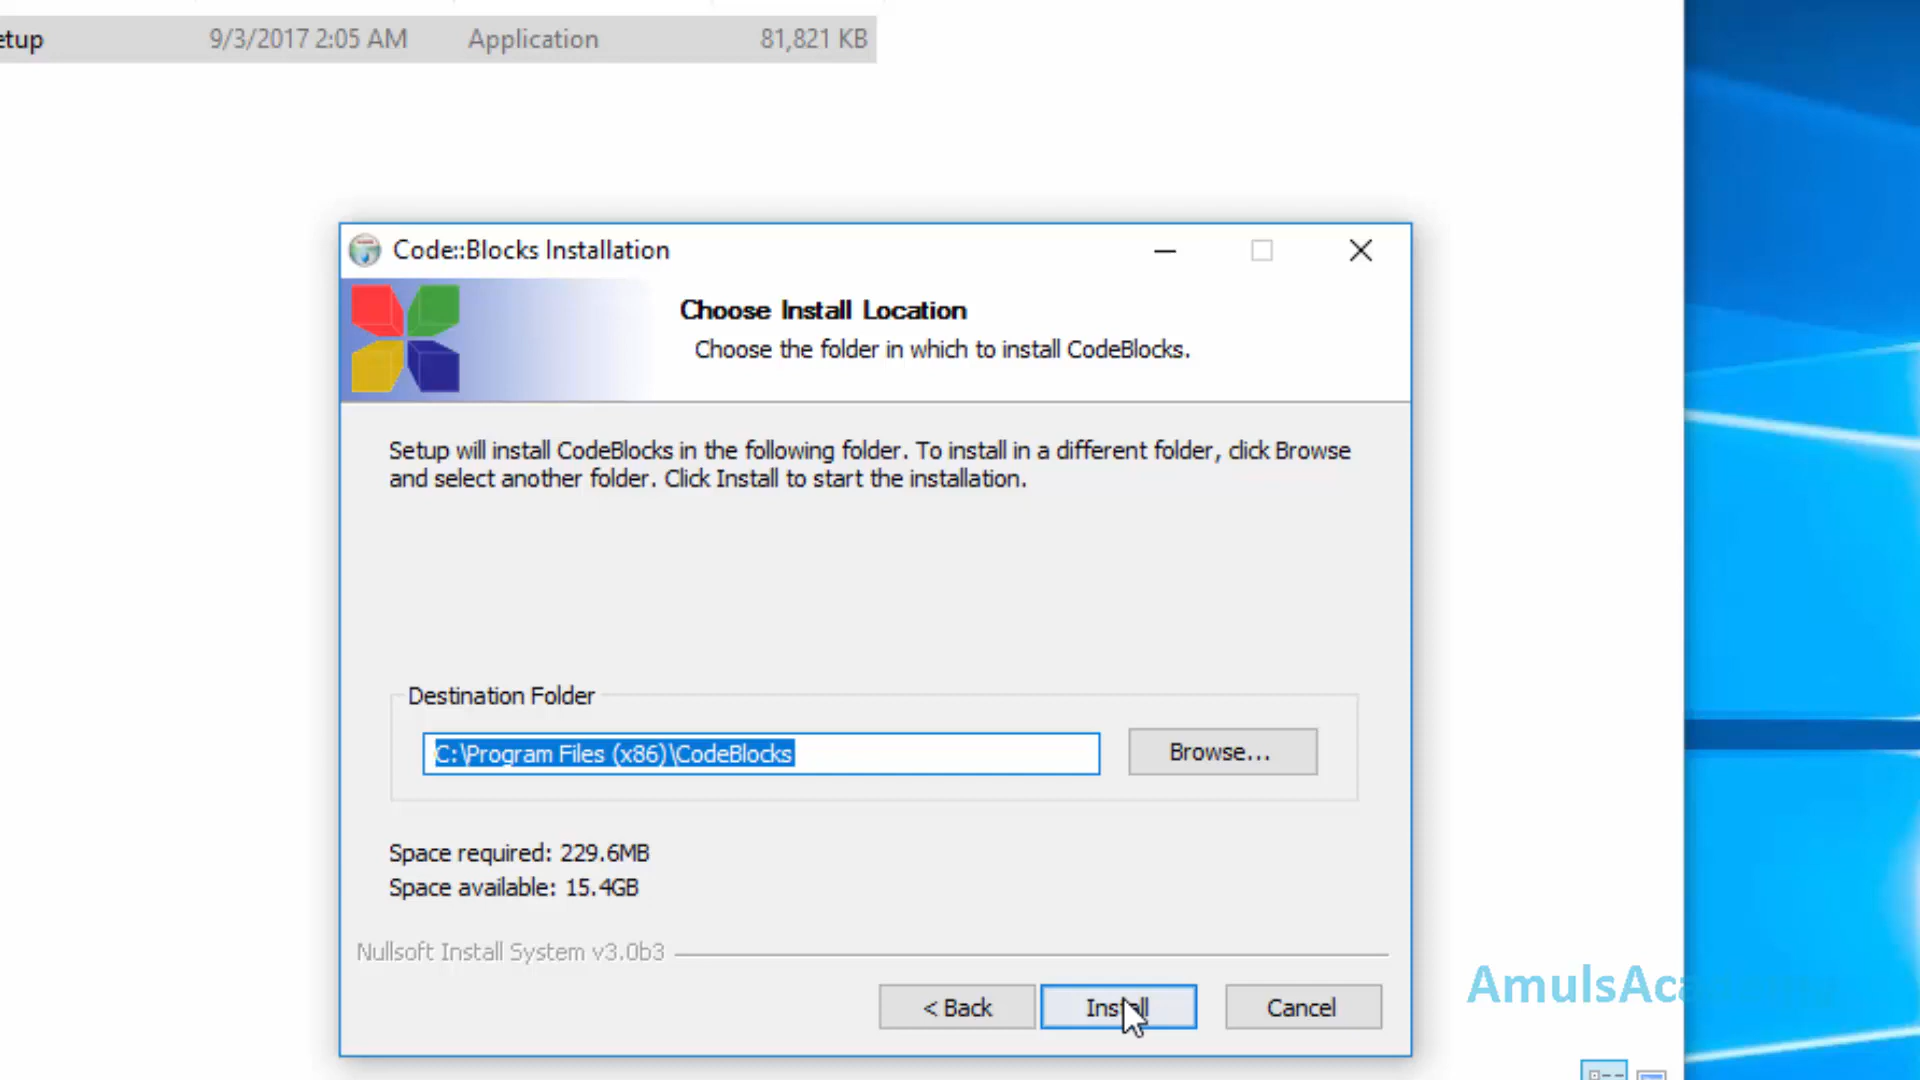 etup 9/3/2017 2:05 AM Application 81,821 KB
Code::Blocks Installation
Choose Install Location
Choose the folder in which to install CodeBlocks.
Setup will install CodeBlocks in the following folder. To install in a different folder, click Browse
and select another folder. Click Install to start the installation.
Destination Folder
C:\Program Files (x86)\CodeBlocks
Browse...
Space required: 229.6MB
Space available: 15.4GB
Nullsoft Install System v3.0b3
< Back Install Cancel